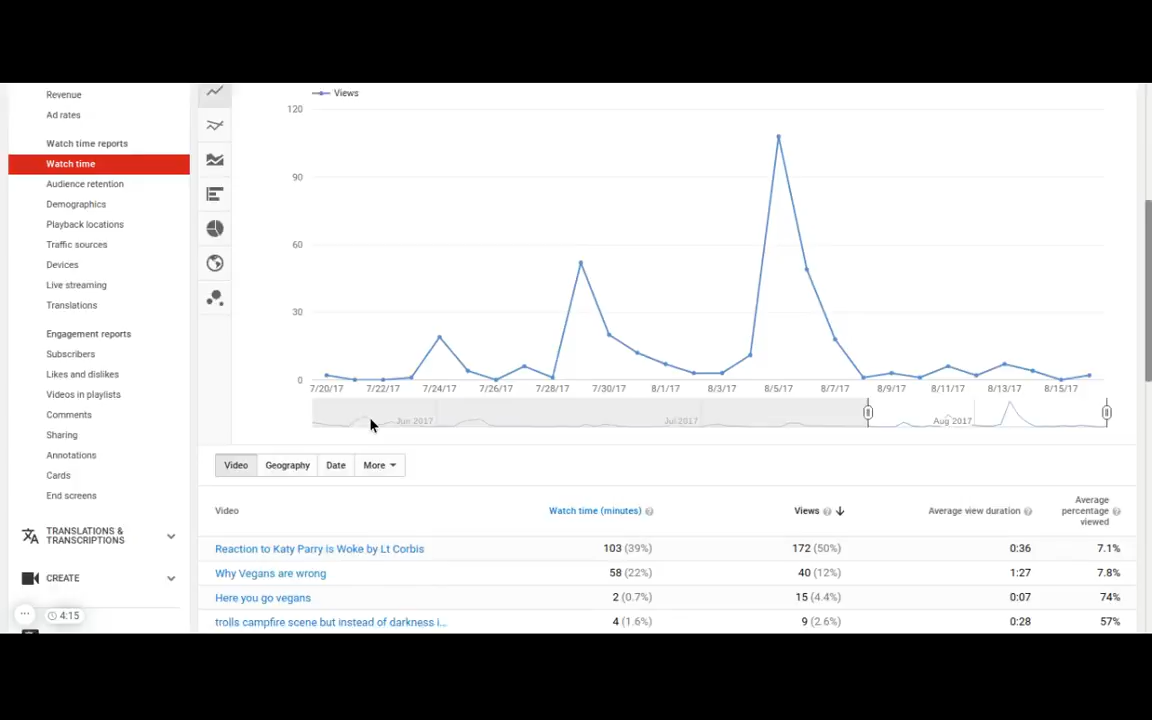 Revenue
Ad rates
Watch time reports
Watch time
Audience retention
Demographics
Playback locations
Traffic sources
Devices
Live streaming
Translations
Engagement reports
Subscribers
Likes and dislikes
Videos in playlists
Comments
Sharing
Annotations
Cards
End screens
TRANSLATIONS &
TRANSCRIPTIONS
CREATE
... 4:15
Views
120
90
60
30
0
7/20/17 7/22/17 7/24/17 7/26/17 7/28/17 7/30/17 8/1/17 8/3/17 8/5/17 8/7/17 8/9/17 8/11/17 8/13/17 8/15/17
Jun 2017 Jul 2017 Aug 2017
Video Geography Date More
Video Watch time (minutes) ? Views ? ↓ Average view duration ? Average percentage viewed ?
Reaction to Katy Parry is Woke by Lt Corbis 103 (39%) 172 (50%) 0:36 7.1%
Why Vegans are wrong 58 (22%) 40 (12%) 1:27 7.8%
Here you go vegans 2 (0.7%) 15 (4.4%) 0:07 74%
trolls campfire scene but instead of darkness i... 4 (1.6%) 9 (2.6%) 0:28 57%